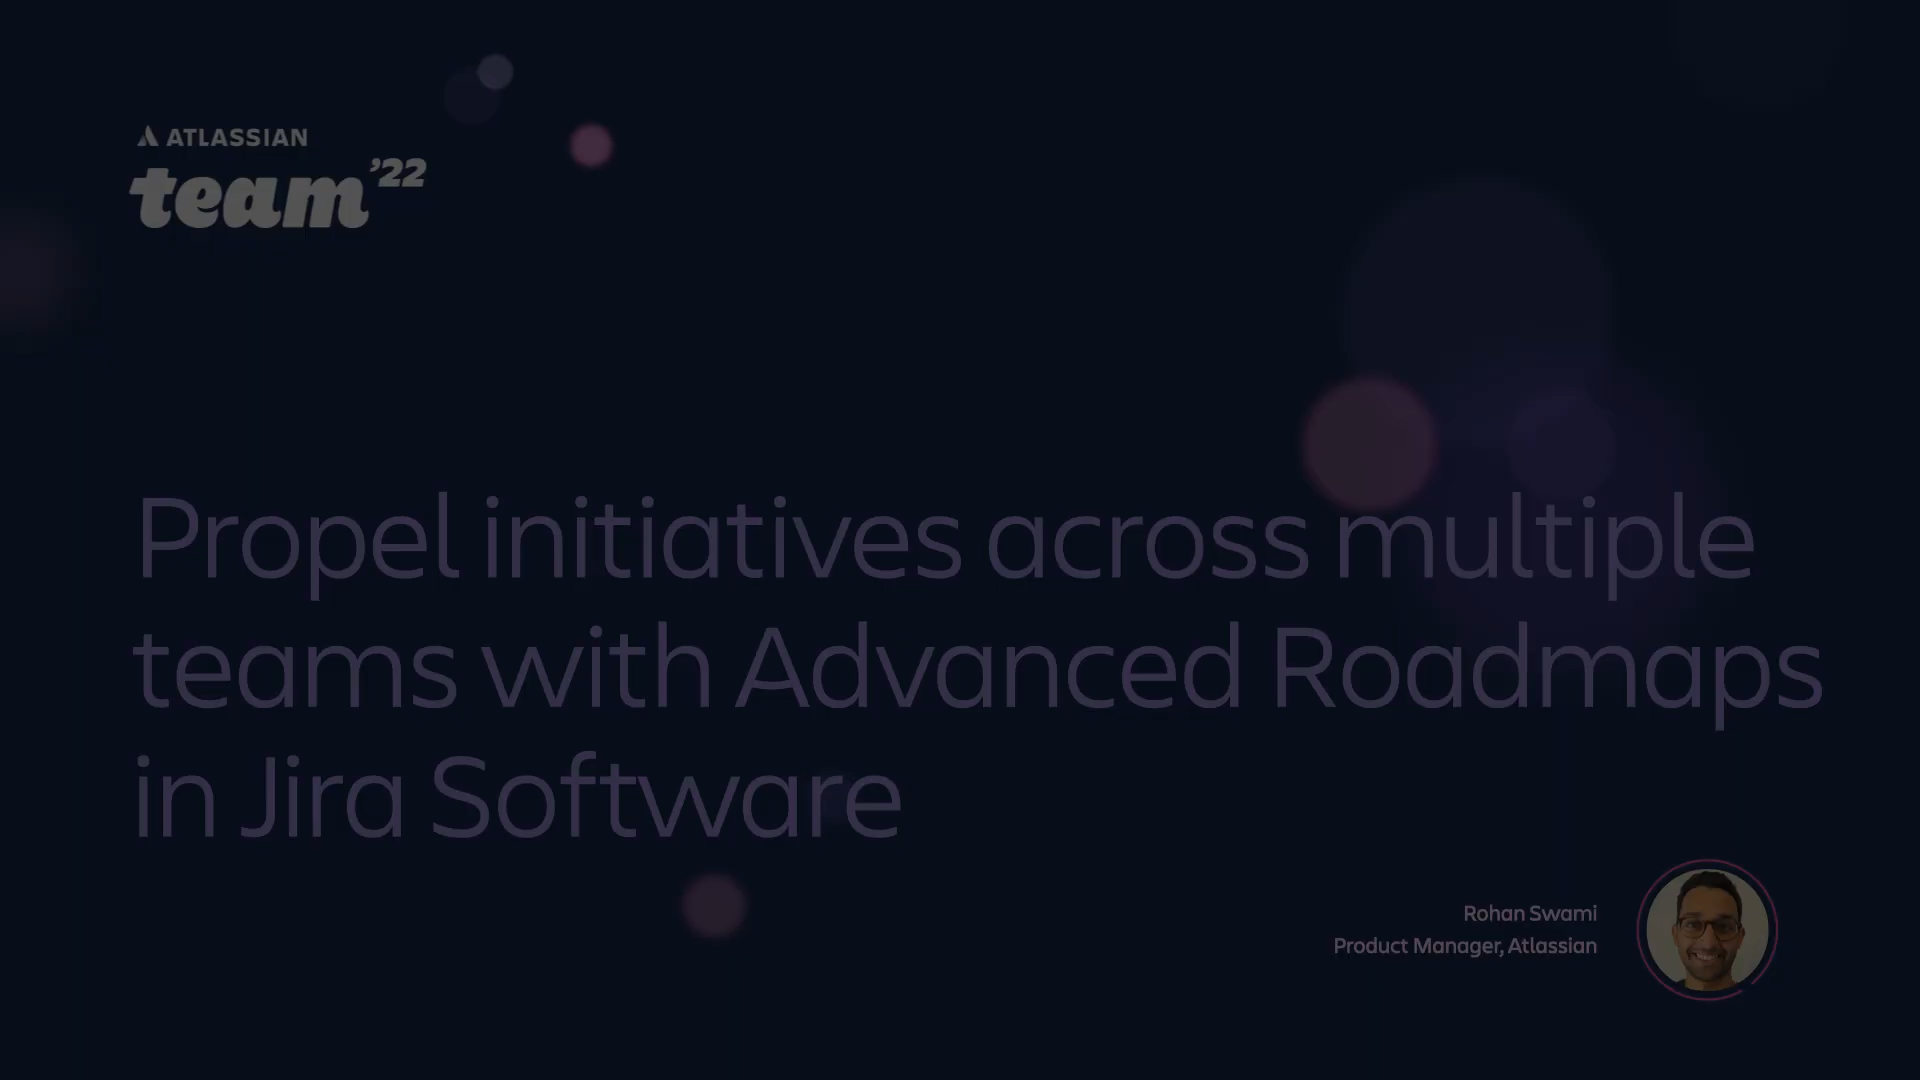 ATLASSIAN
team '22
Propel initiatives across multiple
teams with Advanced Roadmaps
in Jira Software
Rohan Swami
Product Manager, Atlassian